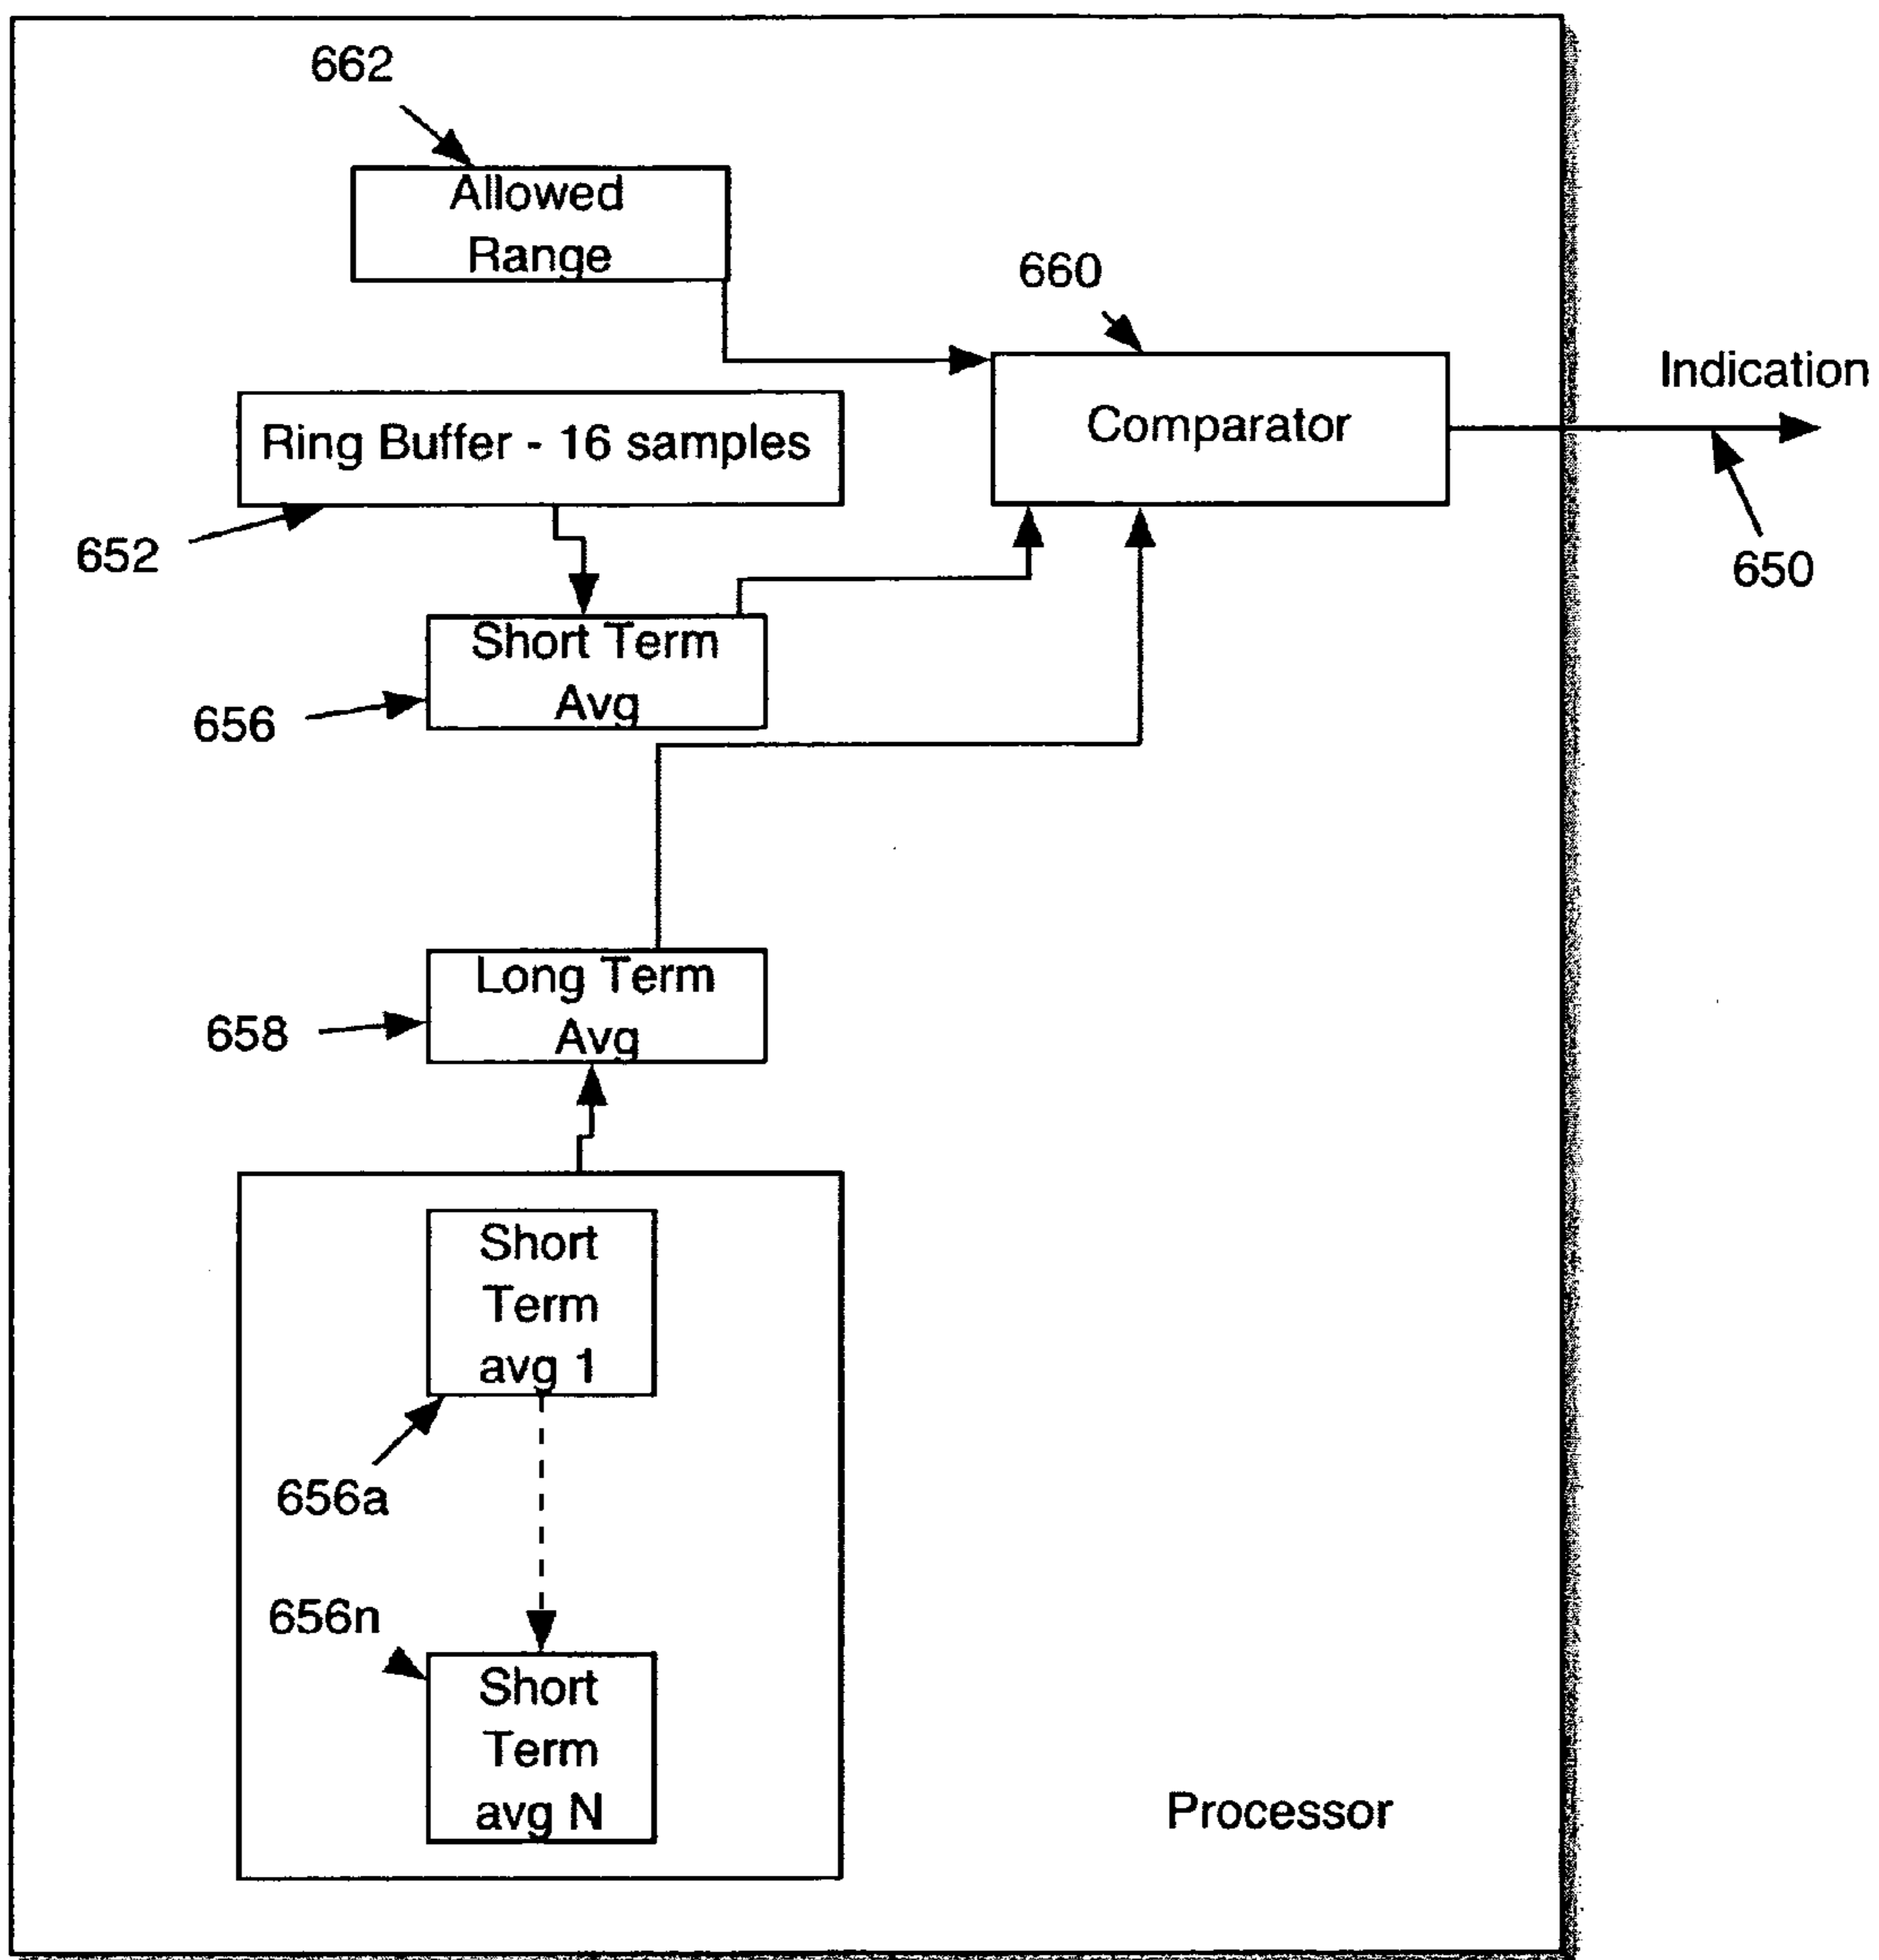 662
Allowed
Range
660
Indication
Comparator
Ring Buffer - 16 samples
652
650
Short Term
Avg
656
Long Term
Avg
658
Short
Term
avg 1
656a
656n
Short
Term
avg N
Processor